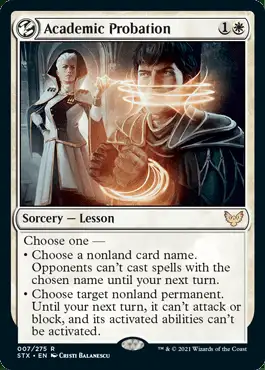 Academic Probation 1
Sorcery — Lesson
Choose one —
• Choose a nonland card name.
Opponents can't cast spells with the
chosen name until your next turn.
• Choose target nonland permanent.
Until your next turn, it can't attack or
block, and its activated abilities can't
be activated.
007/275 R
STX • EN CRISTI BALANESCU
™ & © 2021 Wizards of the Coast